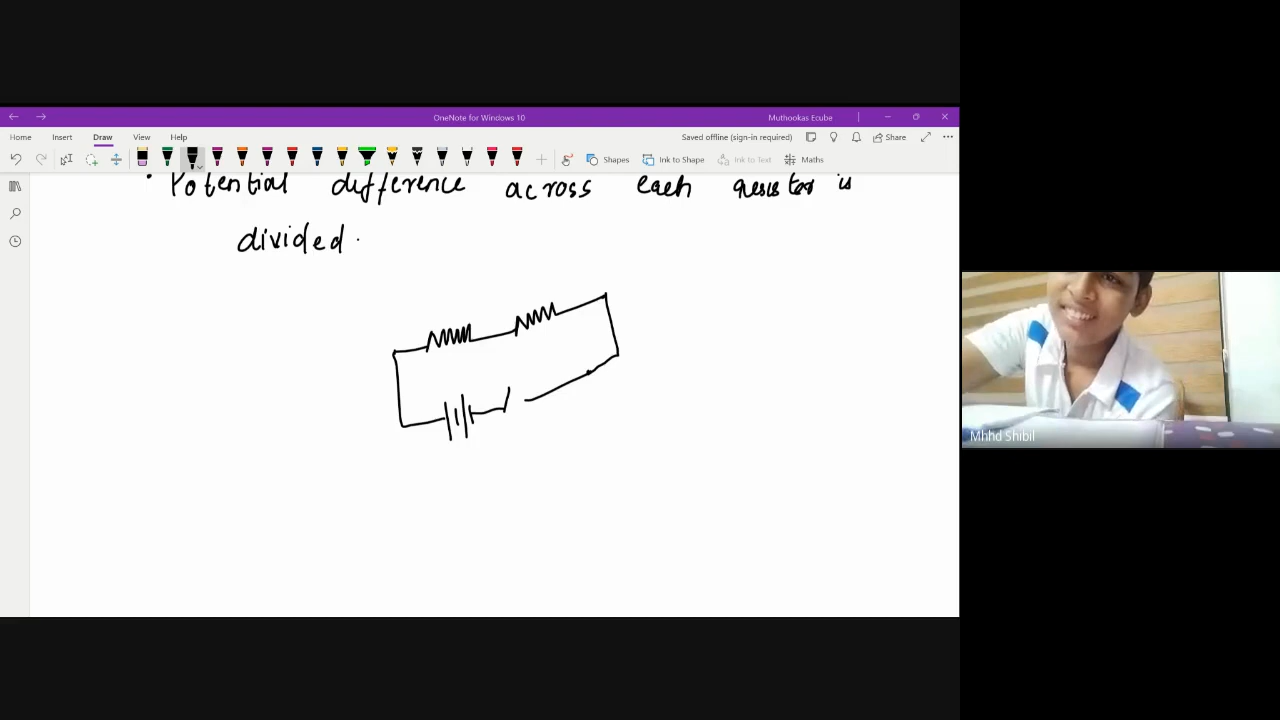 OneNote for Windows 10
Muthookas Ecube
Home Insert Draw View Help
Saved offline (sign-in required)
Share
Shapes
Ink to Shape
Ink to Text
Maths
· Potential difference across each resistor is
divided.
Mhhd Shibil